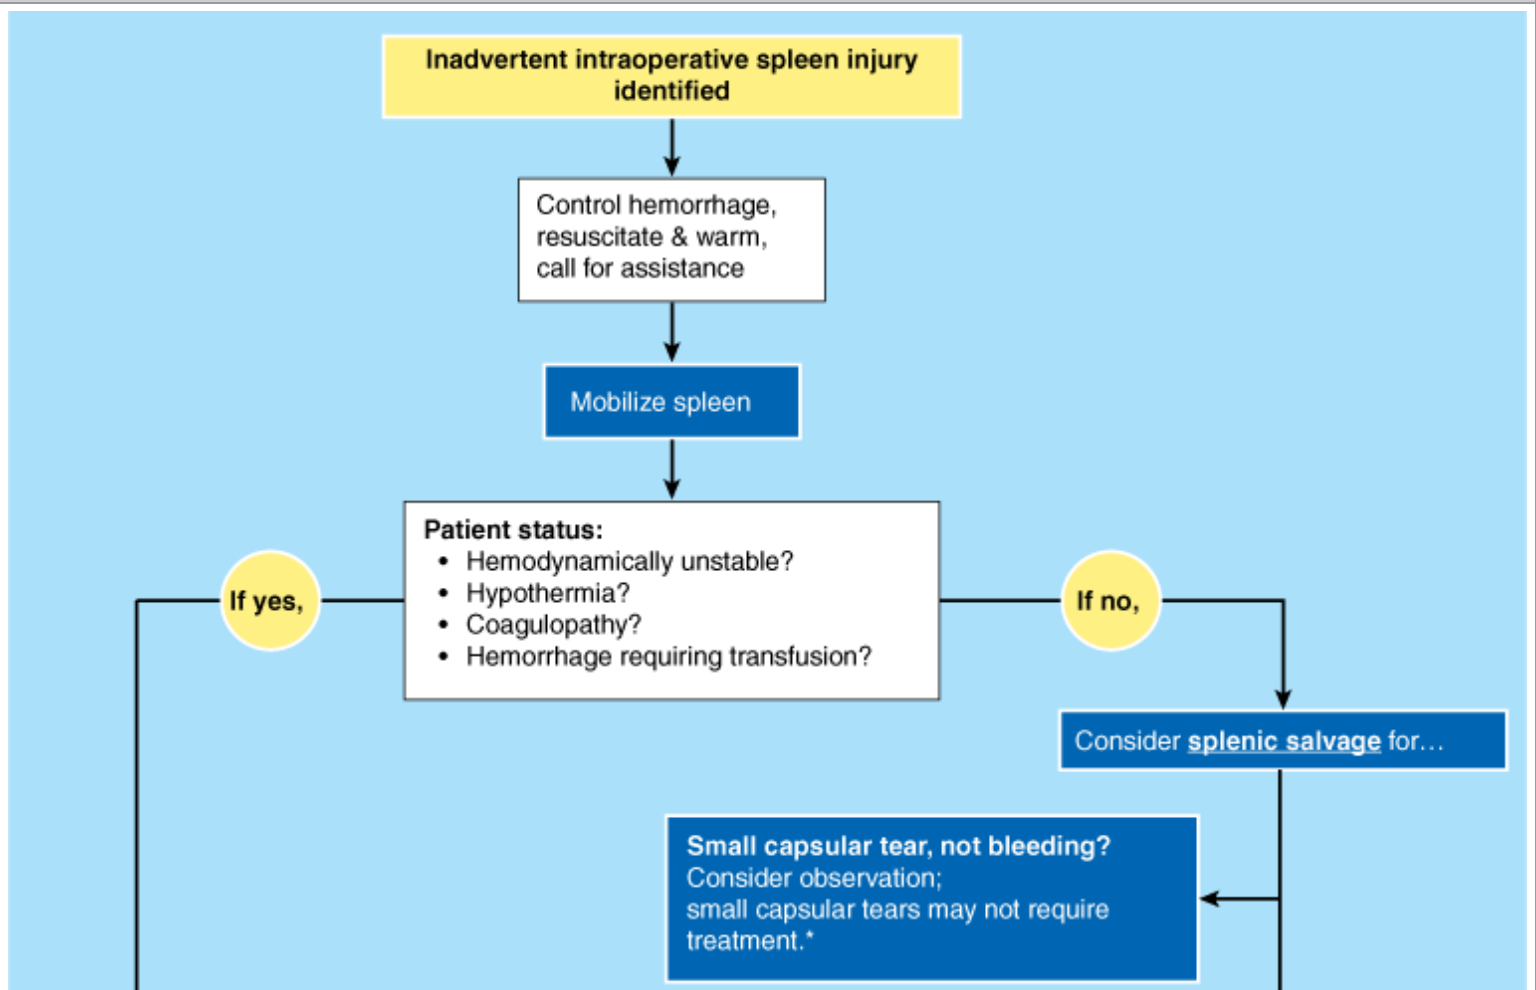 Inadvertent intraoperative spleen injury
identified
Control hemorrhage,
resuscitate & warm,
call for assistance
Mobilize spleen
Patient status:
• Hemodynamically unstable?
• Hypothermia?
• Coagulopathy?
• Hemorrhage requiring transfusion?
If yes,
If no,
Consider splenic salvage for...
Small capsular tear, not bleeding?
Consider observation;
small capsular tears may not require
treatment.*